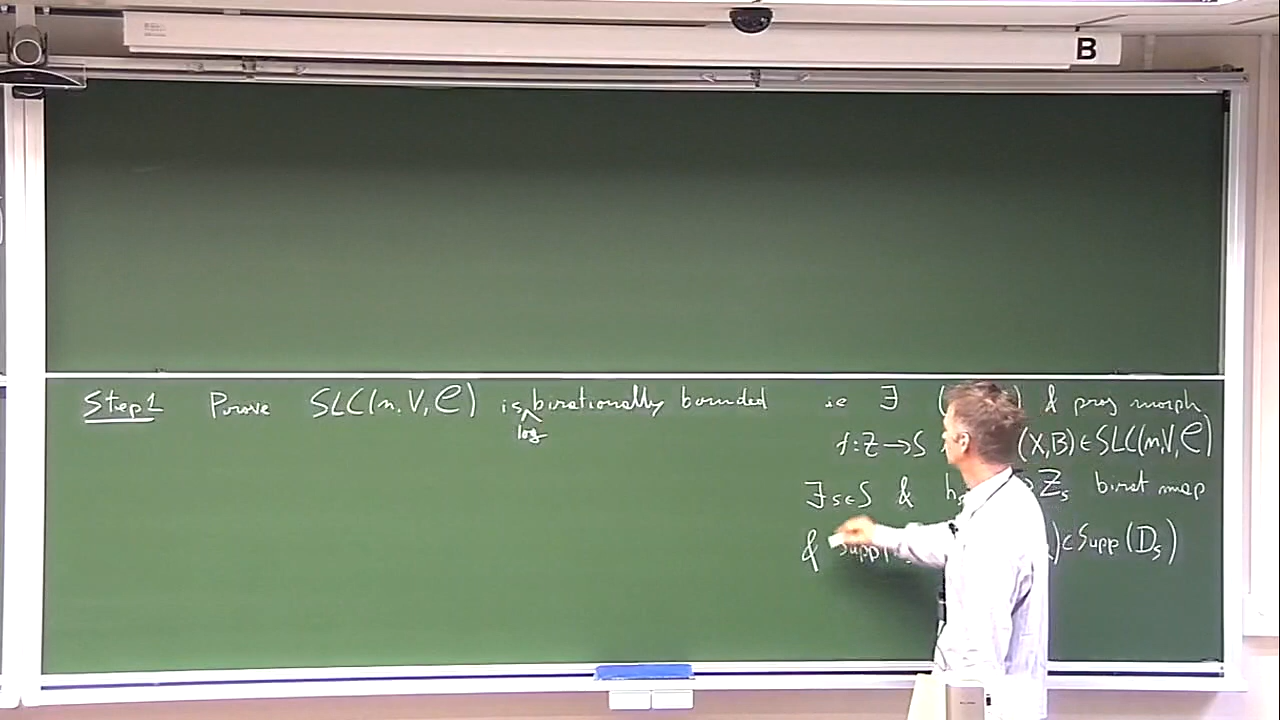 B
Step 1 Prove SLC(n, V, C) is log birationally bounded ie ∃ ( ) & proj morph
f: Z → S (X,B) ∈ SLC(n,V,C)
∃ s∈S & h Z_s birat map
& Supp( ) ⊂ Supp(D_s)